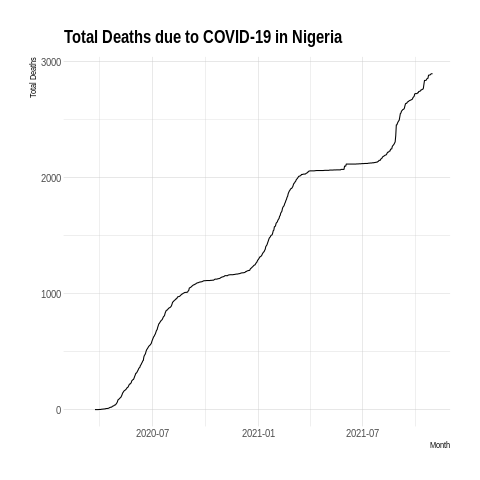 Total Deaths due to COVID-19 in Nigeria
Total Deaths
3000
2000
1000
0
2020-07 2021-01 2021-07
Month